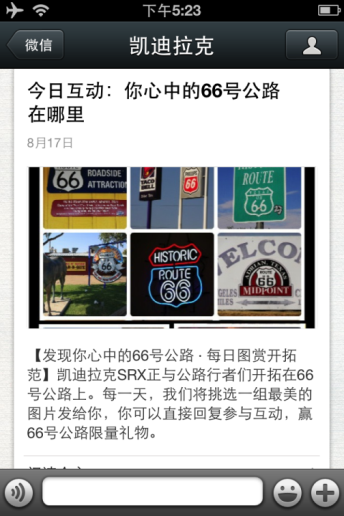 下午5:23
微信
凯迪拉克
今日互动：你心中的66号公路
在哪里
8月17日
66
ROADSIDE
ATTRACTION
TACO
BELL
66
ROUTE
66
HISTORIC
ROUTE
66
WELCOME
ADRIAN, TEXAS
ROUTE
66
MIDPOINT
【发现你心中的66号公路 · 每日图赏开拓
范】凯迪拉克SRX正与公路行者们开拓在66
号公路上。每一天，我们将挑选一组最美的
图片发给你，你可以直接回复参与互动，赢
66号公路限量礼物。